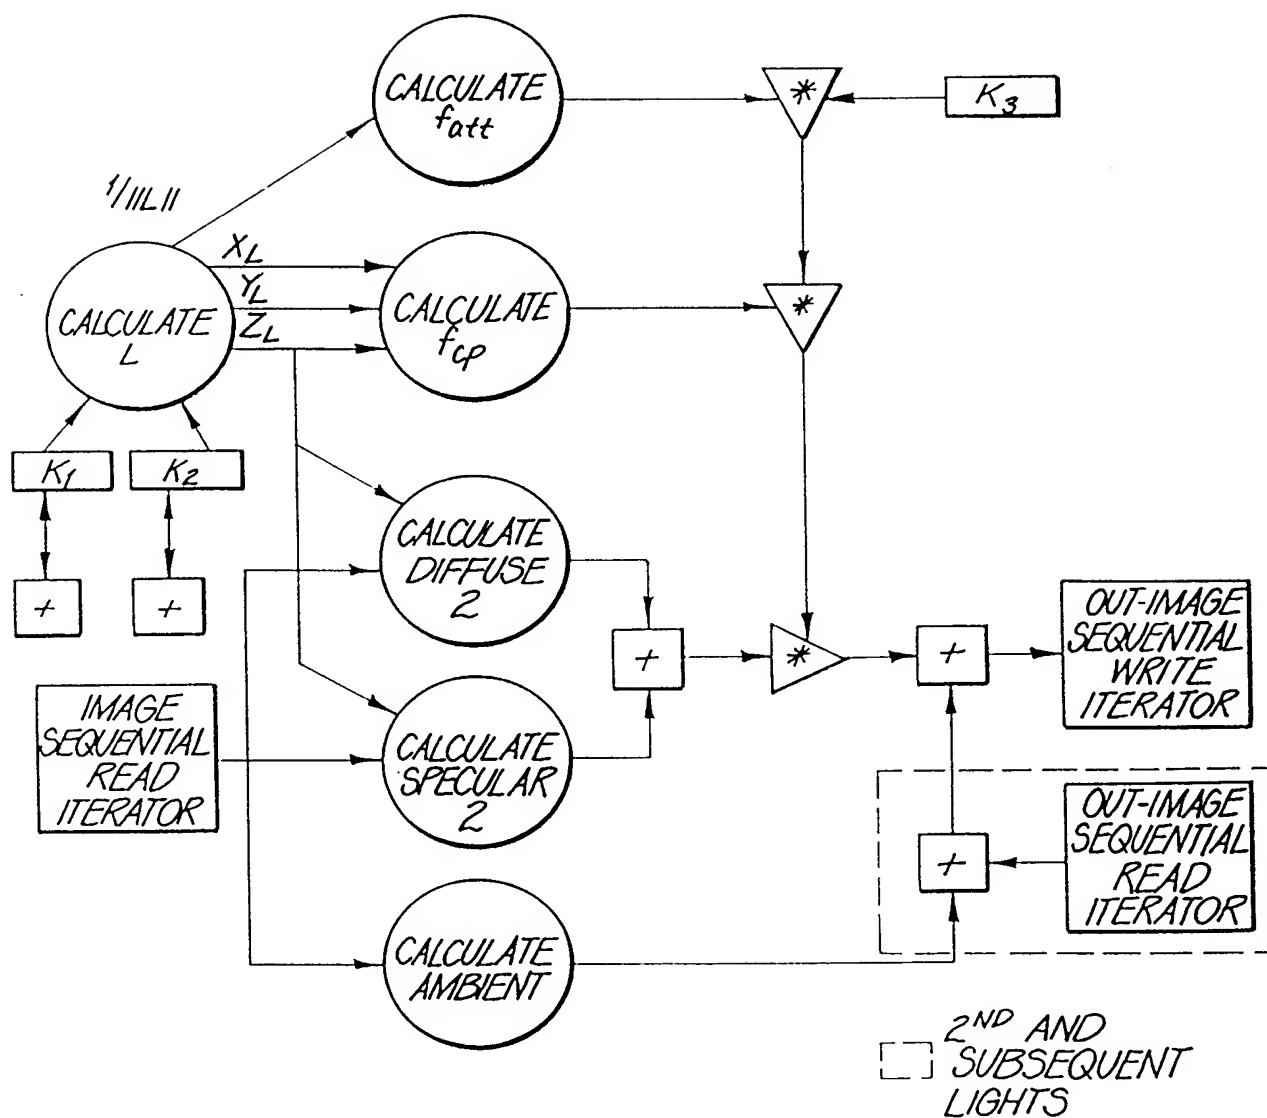 CALCULATE
fatt
*
K3
1/||L||
XL
YL
ZL
CALCULATE
L
CALCULATE
fcp
*
K1
K2
+
+
CALCULATE
DIFFUSE
2
+
*
+
OUT-IMAGE
SEQUENTIAL
WRITE
ITERATOR
IMAGE
SEQUENTIAL
READ
ITERATOR
CALCULATE
SPECULAR
2
+
OUT-IMAGE
SEQUENTIAL
READ
ITERATOR
CALCULATE
AMBIENT
2ND AND
SUBSEQUENT
LIGHTS